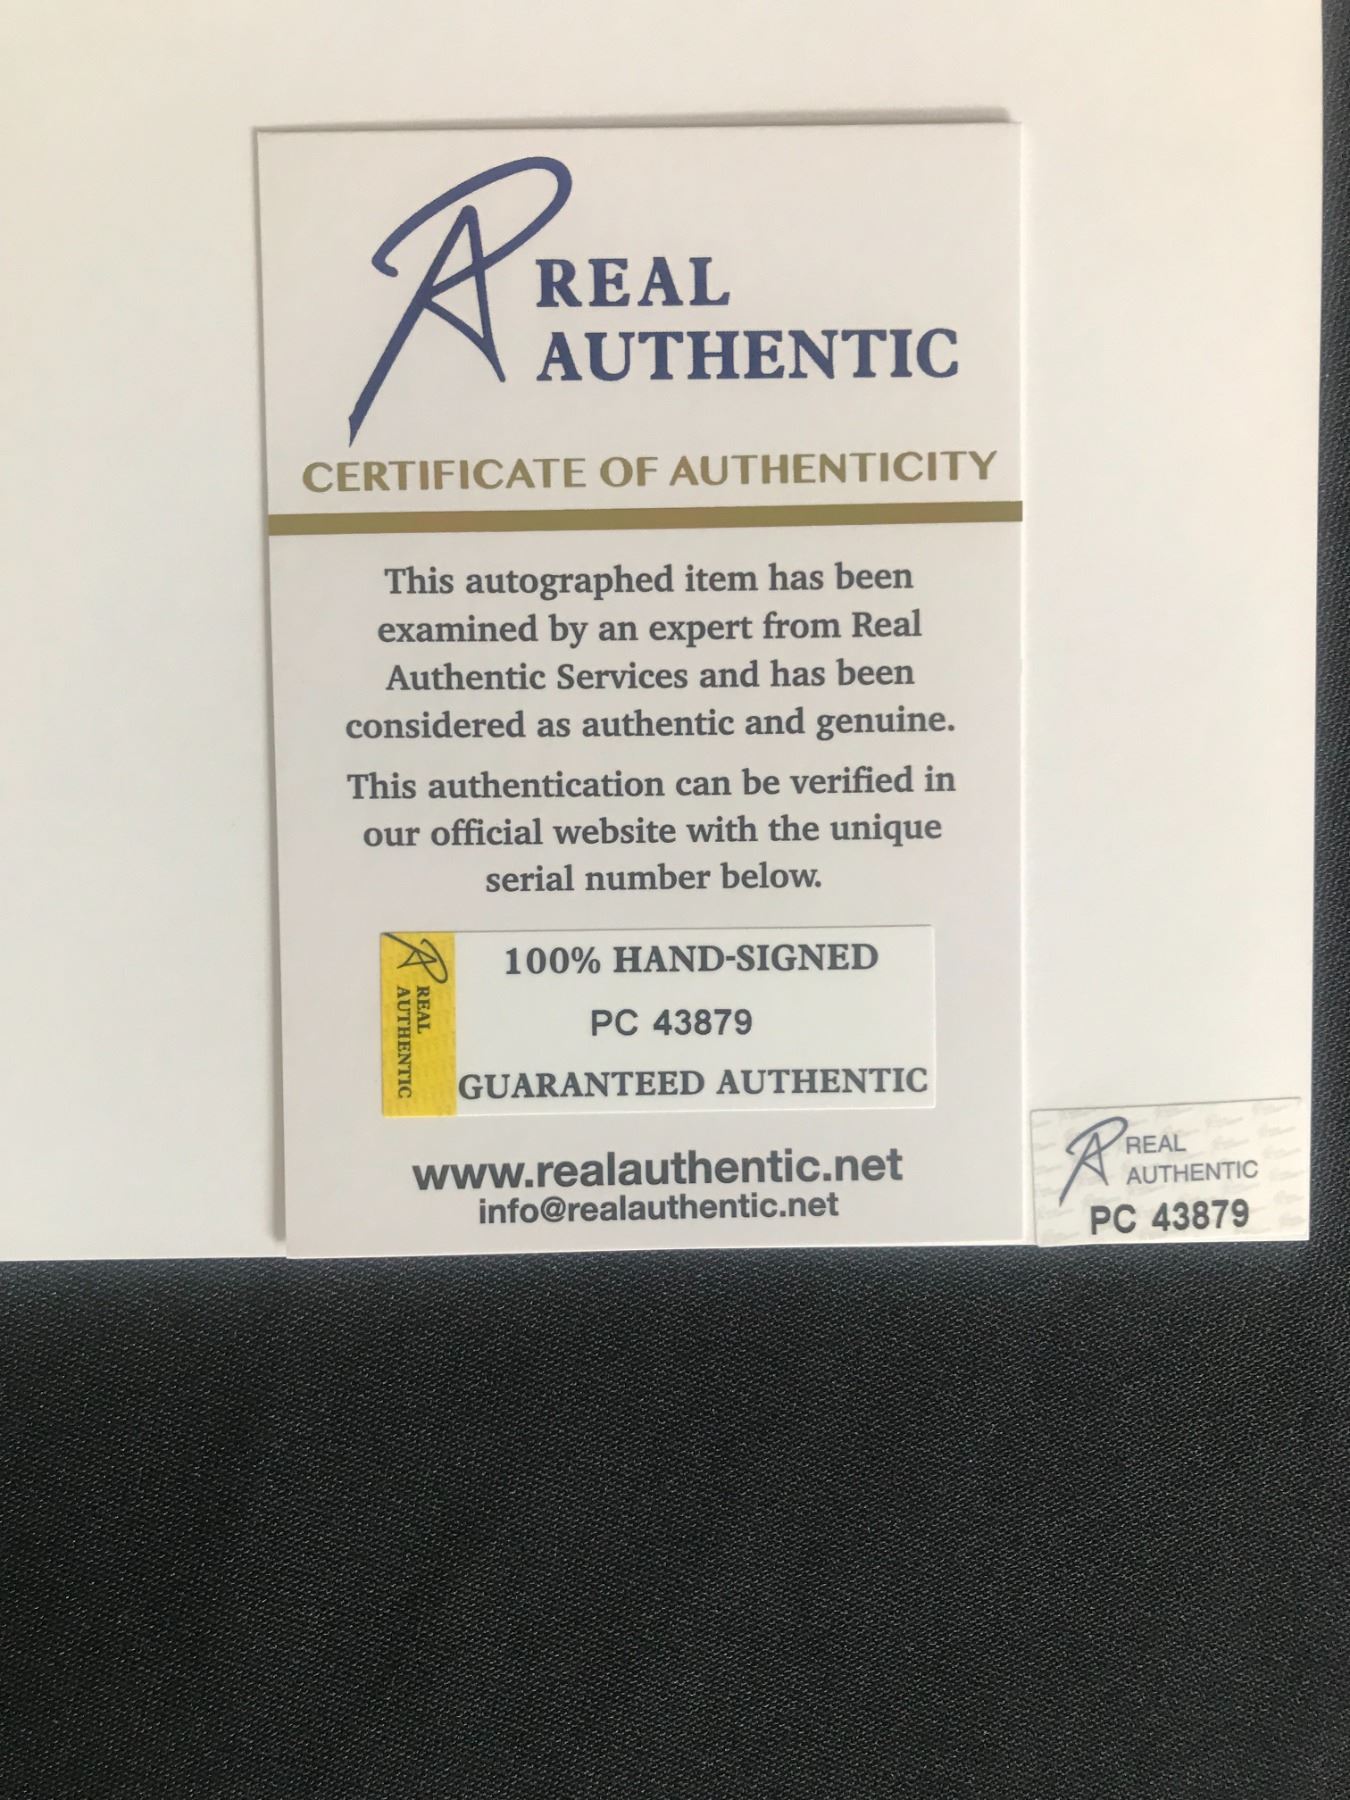 REAL
AUTHENTIC
CERTIFICATE OF AUTHENTICITY
This autographed item has been
examined by an expert from Real
Authentic Services and has been
considered as authentic and genuine.
This authentication can be verified in
our official website with the unique
serial number below.
REAL
AUTHENTIC
100% HAND-SIGNED
PC 43879
GUARANTEED AUTHENTIC
www.realauthentic.net
info@realauthentic.net
REAL
AUTHENTIC
PC 43879